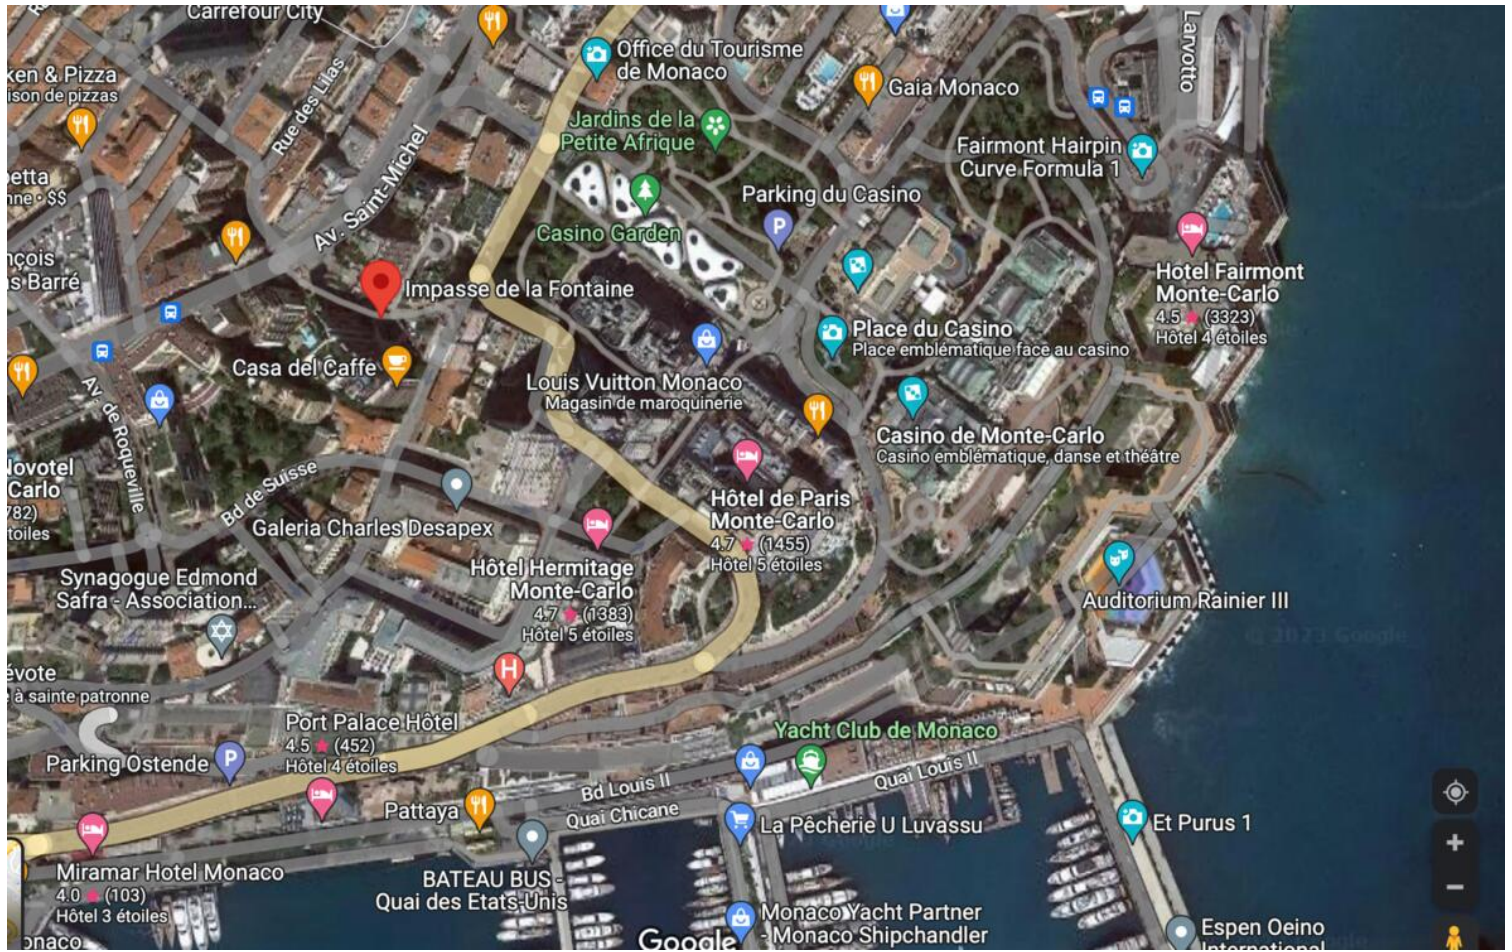 Carrefour City
Office du Tourisme
de Monaco
Larvotto
ken & Pizza
ison de pizzas
Rue des Lilas
Gaia Monaco
Jardins de la
Petite Afrique
Fairmont Hairpin
Curve Formula 1
Av. Saint-Michel
etta
nne • $$
Parking du Casino
P
Casino Garden
nçois
s Barré
Impasse de la Fontaine
Hotel Fairmont
Monte-Carlo
4.5 ★ (3323)
Hôtel 4 étoiles
Place du Casino
Place emblématique face au casino
Casa del Caffe
Louis Vuitton Monaco
Magasin de maroquinerie
Av. de Roqueville
Casino de Monte-Carlo
Casino emblématique, danse et théâtre
Novotel
Carlo
782)
toiles
Bd de Suisse
Galeria Charles Desapex
Hôtel de Paris
Monte-Carlo
4.7 ★ (1455)
Hôtel 5 étoiles
Hôtel Hermitage
Monte-Carlo
4.7 ★ (1383)
Hôtel 5 étoiles
Synagogue Edmond
Safra - Association...
Auditorium Rainier III
2023 Google
H
évote
e à sainte patronne
Port Palace Hôtel
4.5 ★ (452)
Hôtel 4 étoiles
Parking Ostende
P
Yacht Club de Monaco
Quai Louis II
Bd Louis II
Quai Chicane
Pattaya
La Pêcherie U Luvassu
Et Purus 1
Miramar Hotel Monaco
4.0 ★ (103)
Hôtel 3 étoiles
BATEAU BUS -
Quai des Etats-Unis
Monaco Yacht Partner
- Monaco Shipchandler
Espen Oeino
International
onaco
Google